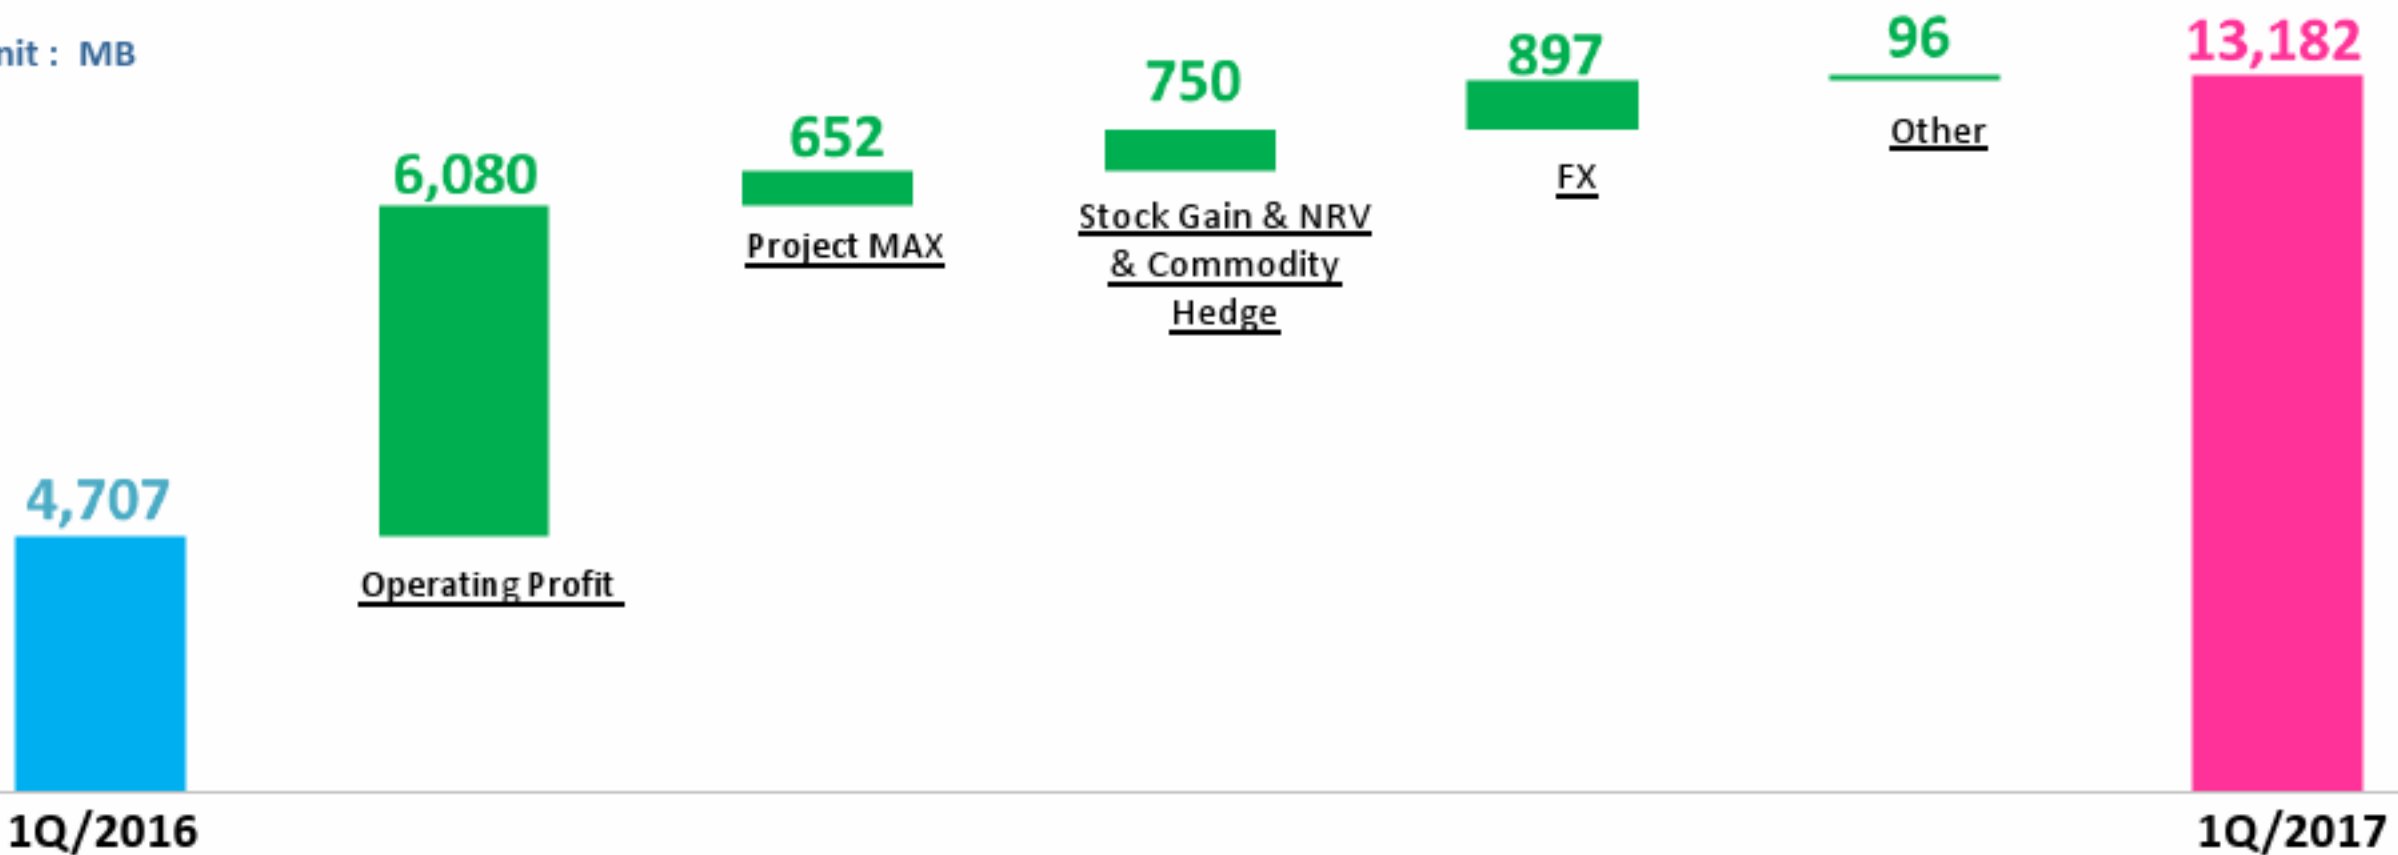 nit : MB
4,707
6,080
Operating Profit
652
Project MAX
750
Stock Gain & NRV
& Commodity
Hedge
897
FX
96
Other
13,182
1Q/2016
1Q/2017